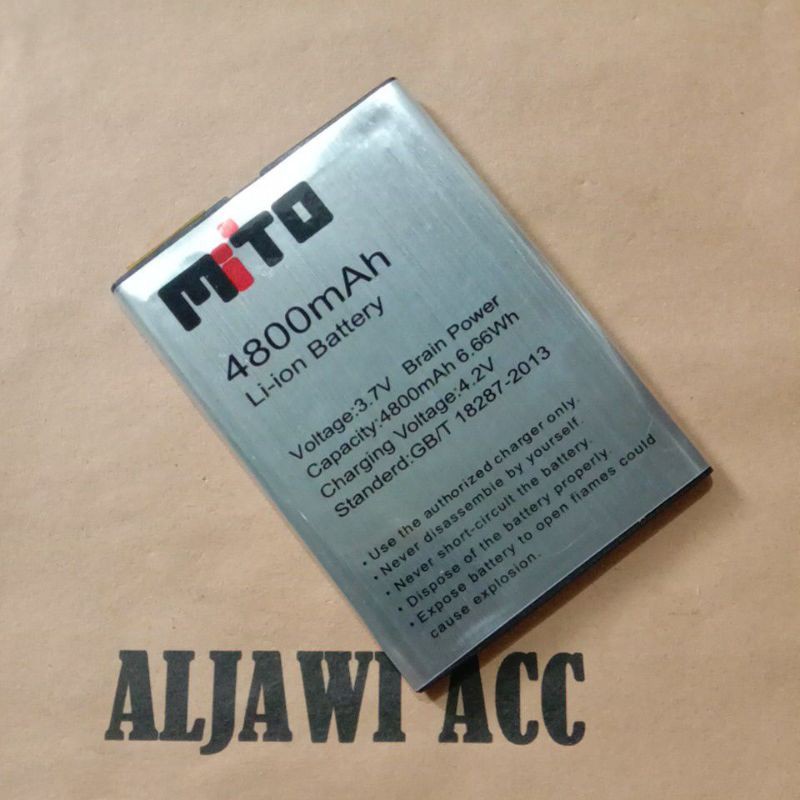 MiTO
4800mAh
Li-ion Battery
Voltage:3.7V Brain Power
Capacity:4800mAh 6.66Wh
Charging Voltage:4.2V
Standerd:GB/T 18287-2013
• Use the authorized charger only.
• Never disassemble by yourself.
• Never short-circuit the battery.
• Dispose of the battery properly.
• Expose battery to open fiames could
cause explosion.
ALJAWI ACC